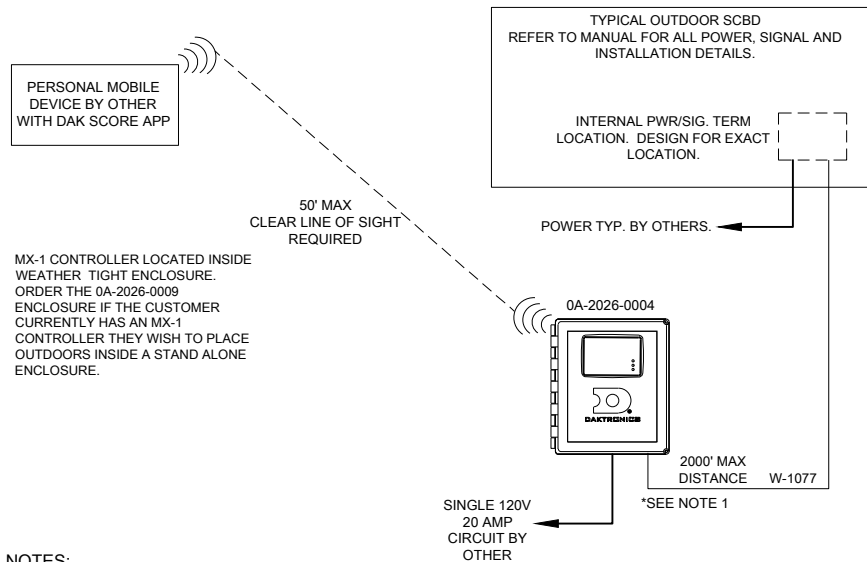 TYPICAL OUTDOOR SCBD
REFER TO MANUAL FOR ALL POWER, SIGNAL AND
INSTALLATION DETAILS.
PERSONAL MOBILE
DEVICE BY OTHER
WITH DAK SCORE APP
INTERNAL PWR/SIG. TERM
LOCATION. DESIGN FOR EXACT
LOCATION.
50' MAX
CLEAR LINE OF SIGHT
REQUIRED
POWER TYP. BY OTHERS.
MX-1 CONTROLLER LOCATED INSIDE
WEATHER TIGHT ENCLOSURE.
ORDER THE 0A-2026-0009
ENCLOSURE IF THE CUSTOMER
CURRENTLY HAS AN MX-1
CONTROLLER THEY WISH TO PLACE
OUTDOORS INSIDE A STAND ALONE
ENCLOSURE.
0A-2026-0004
DAKTRONICS
2000' MAX
DISTANCE W-1077
*SEE NOTE 1
SINGLE 120V
20 AMP
CIRCUIT BY
OTHER
NOTES: